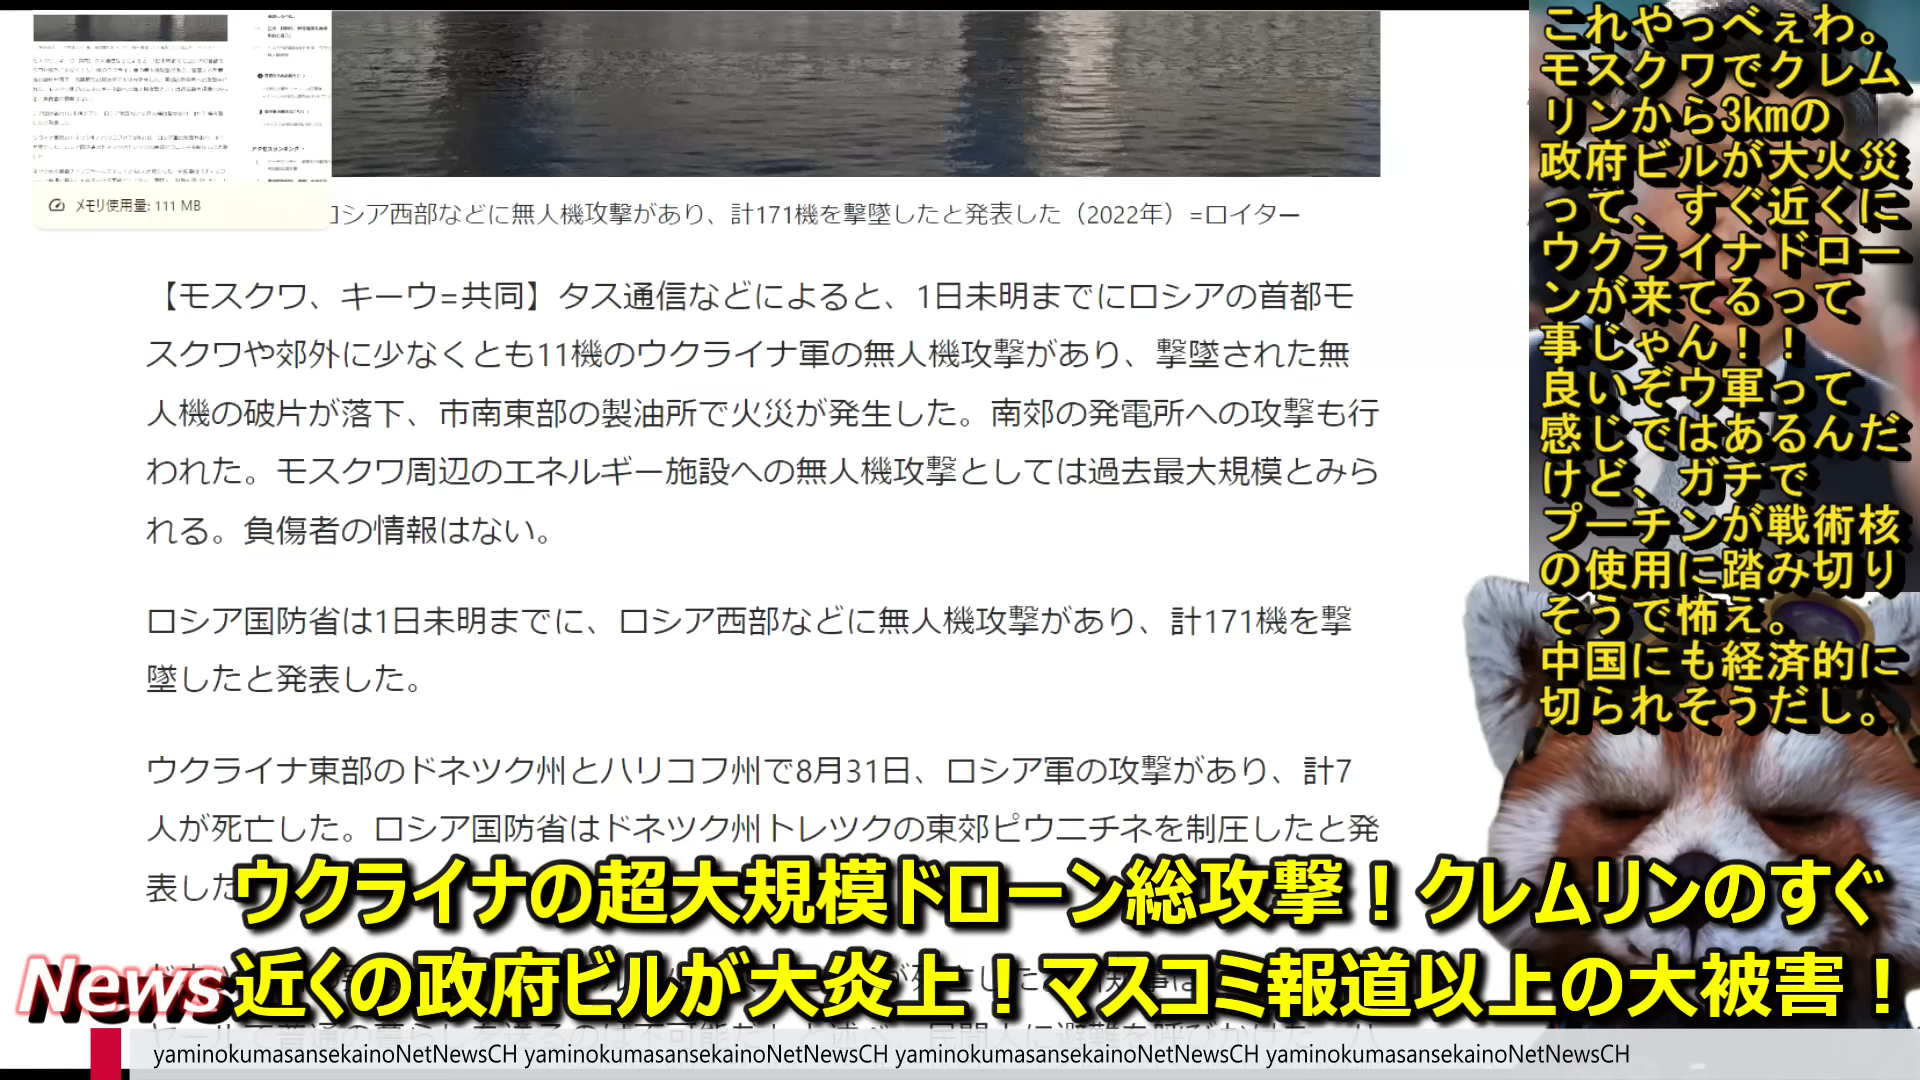 メモリ使用量: 111 MB
ロシア西部などに無人機攻撃があり、計171機を撃墜したと発表した（2022年）=ロイター
【モスクワ、キーウ=共同】タス通信などによると、1日未明までにロシアの首都モ
スクワや郊外に少なくとも11機のウクライナ軍の無人機攻撃があり、撃墜された無
人機の破片が落下、市南東部の製油所で火災が発生した。南郊の発電所への攻撃も行
われた。モスクワ周辺のエネルギー施設への無人機攻撃としては過去最大規模とみら
れる。負傷者の情報はない。
ロシア国防省は1日未明までに、ロシア西部などに無人機攻撃があり、計171機を撃
墜したと発表した。
ウクライナ東部のドネツク州とハリコフ州で8月31日、ロシア軍の攻撃があり、計7
人が死亡した。ロシア国防省はドネツク州トレツクの東郊ピウニチネを制圧したと発
表した
これやっべぇわ。
モスクワでクレム
リンから3kmの
政府ビルが大火災
って、すぐ近くに
ウクライナドロー
ンが来てるって
事じゃん！！
良いぞウ軍って
感じではあるんだ
けど、ガチで
プーチンが戦術核
の使用に踏み切り
そうで怖え。
中国にも経済的に
切られそうだし。
ウクライナの超大規模ドローン総攻撃！クレムリンのすぐ
近くの政府ビルが大炎上！マスコミ報道以上の大被害！
News
yaminokumasansekainoNetNewsCH yaminokumasansekainoNetNewsCH yaminokumasansekainoNetNewsCH yaminokumasansekainoNetNewsCH